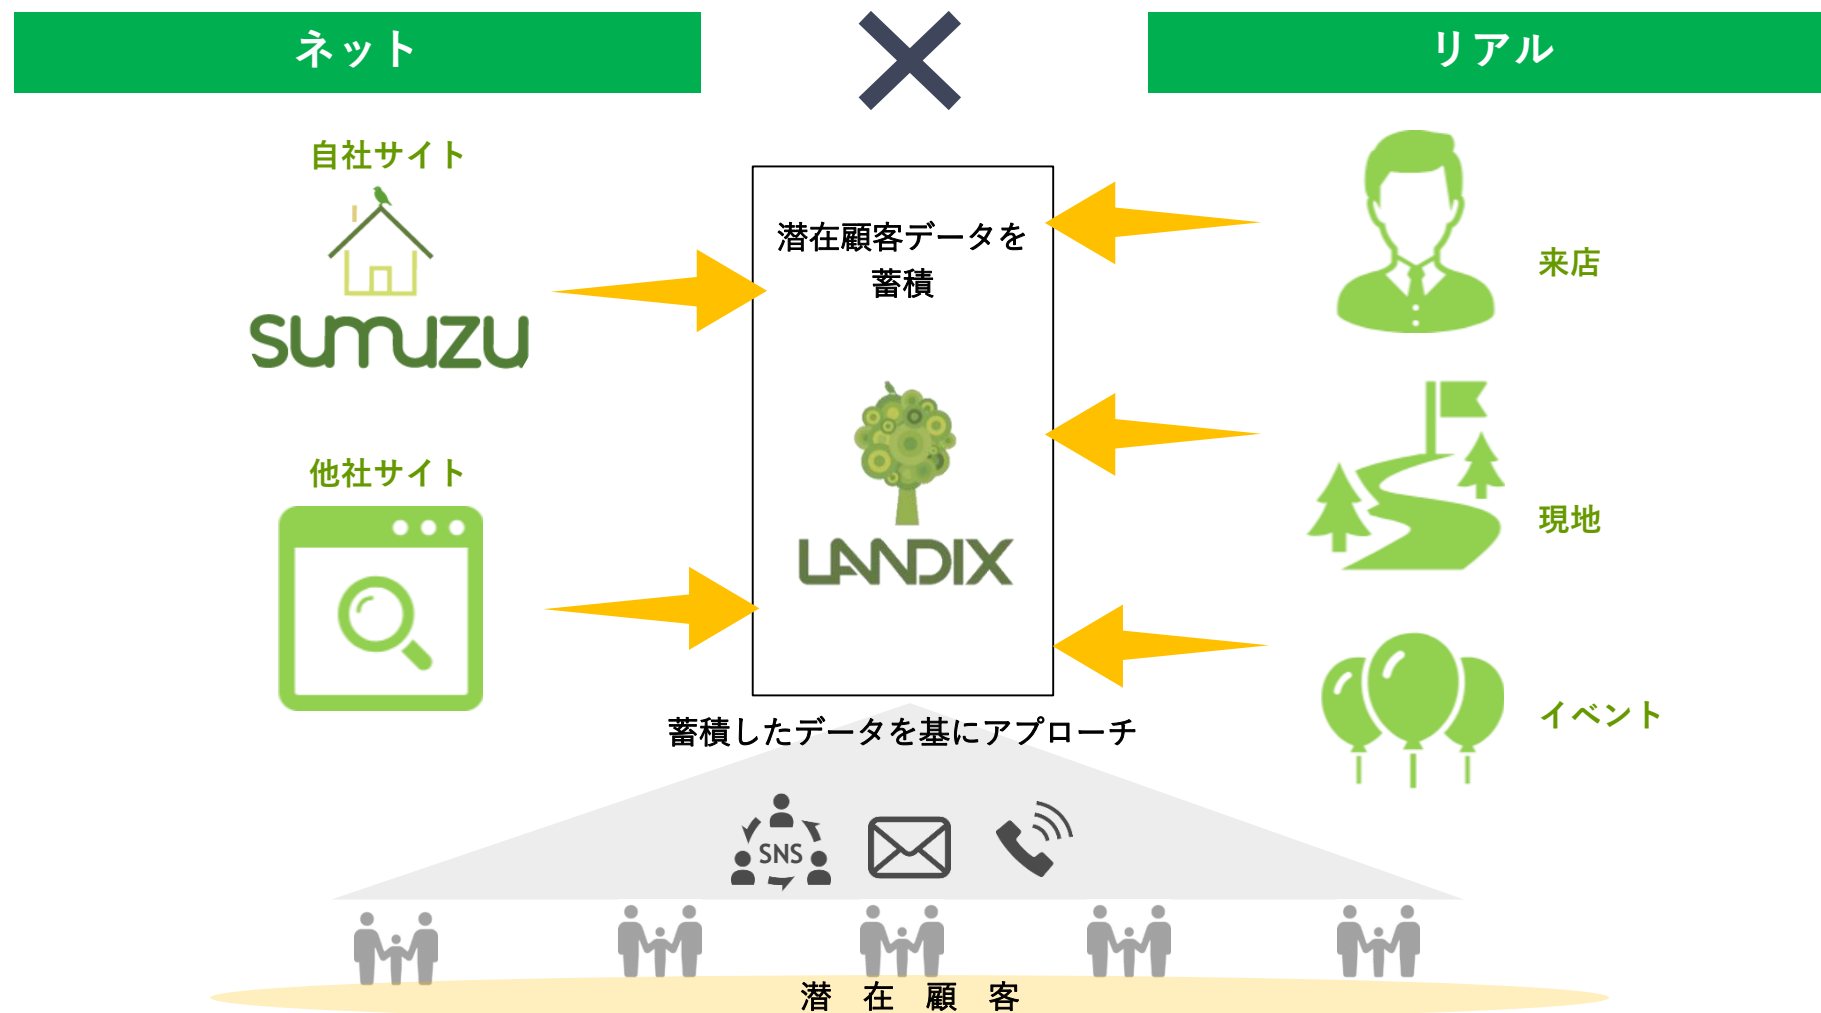 ネット
リアル
自社サイト
sumuzu
他社サイト
潜在顧客データを
蓄積
LANDIX
来店
現地
イベント
蓄積したデータを基にアプローチ
SNS
潜 在 顧 客